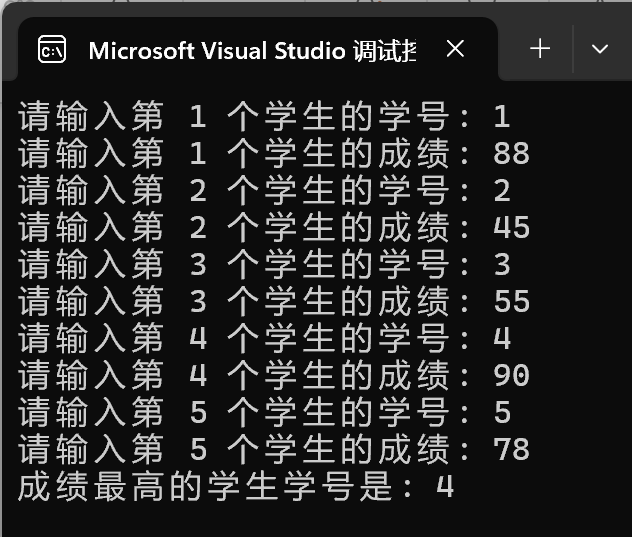 Microsoft Visual Studio 调试控
请输入第 1 个学生的学号: 1
请输入第 1 个学生的成绩: 88
请输入第 2 个学生的学号: 2
请输入第 2 个学生的成绩: 45
请输入第 3 个学生的学号: 3
请输入第 3 个学生的成绩: 55
请输入第 4 个学生的学号: 4
请输入第 4 个学生的成绩: 90
请输入第 5 个学生的学号: 5
请输入第 5 个学生的成绩: 78
成绩最高的学生学号是: 4